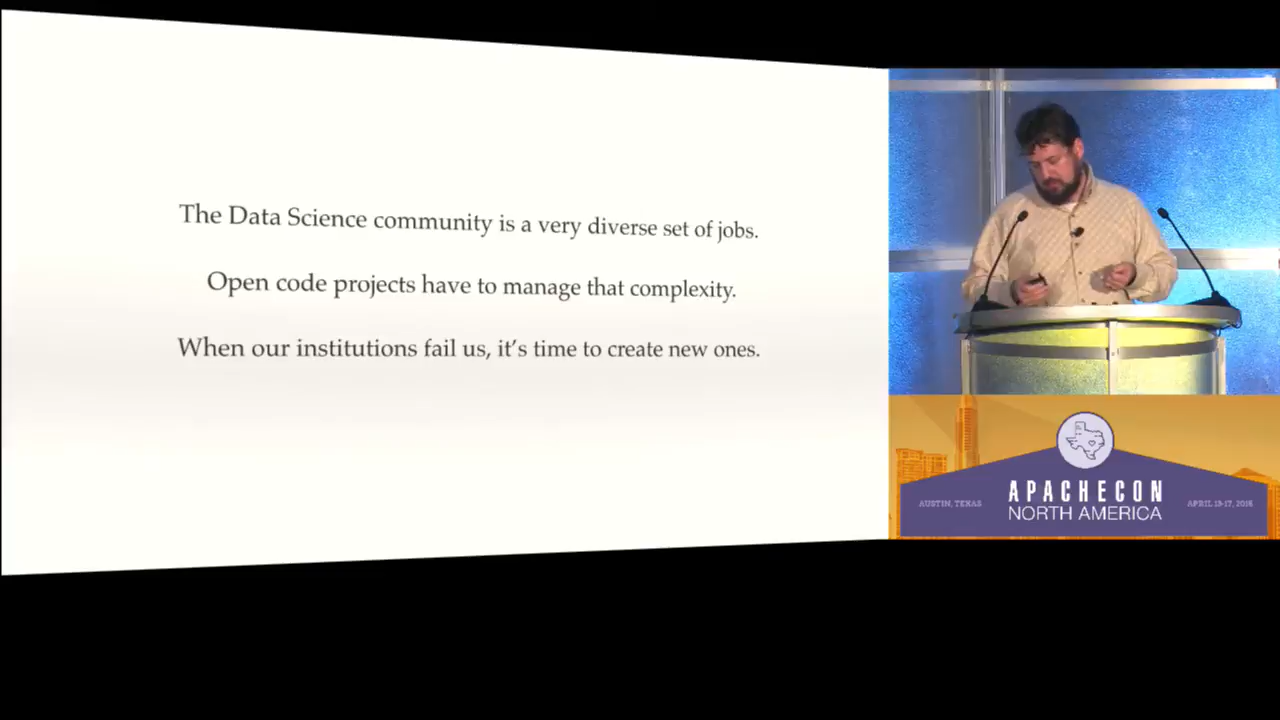 The Data Science community is a very diverse set of jobs.
Open code projects have to manage that complexity.
When our institutions fail us, it's time to create new ones.
AUSTIN, TEXAS
APACHECON
NORTH AMERICA
APRIL 13-17, 2015